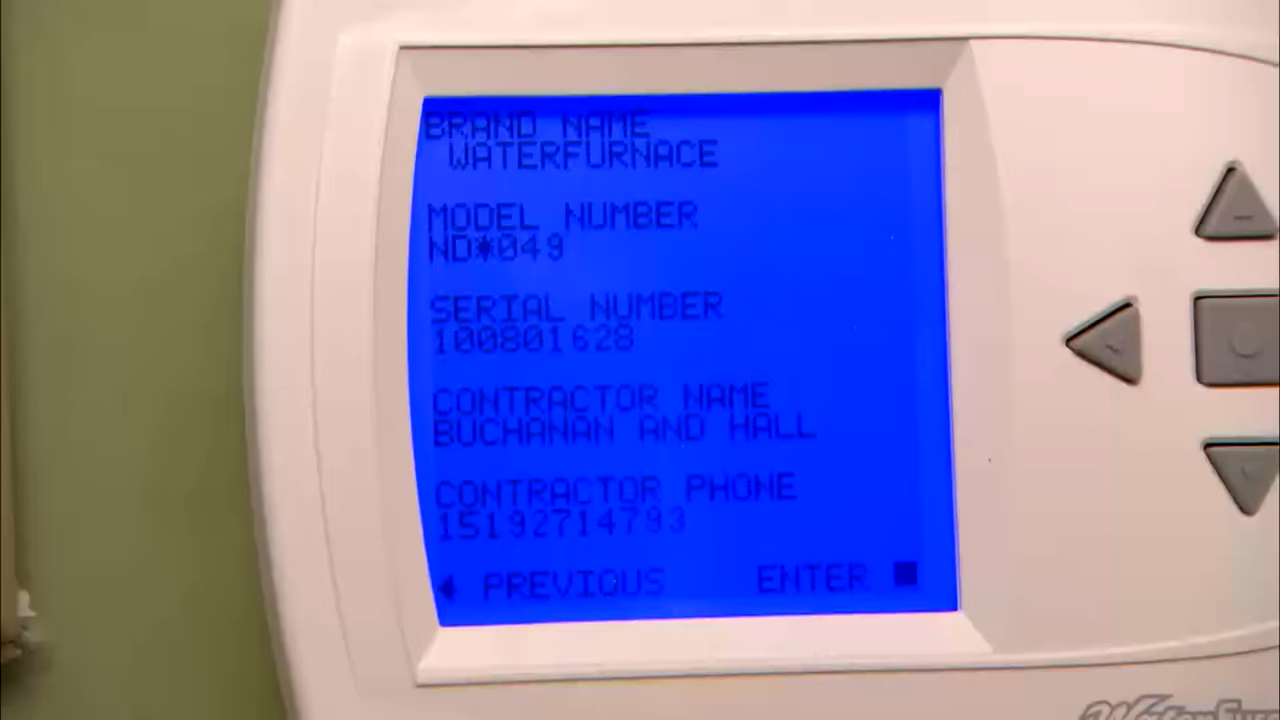 BRAND NAME
WATERFURNACE
MODEL NUMBER
ND*049
SERIAL NUMBER
100801628
CONTRACTOR NAME
BUCHANAN AND HALL
CONTRACTOR PHONE
15192714793
PREVIOUS ENTER